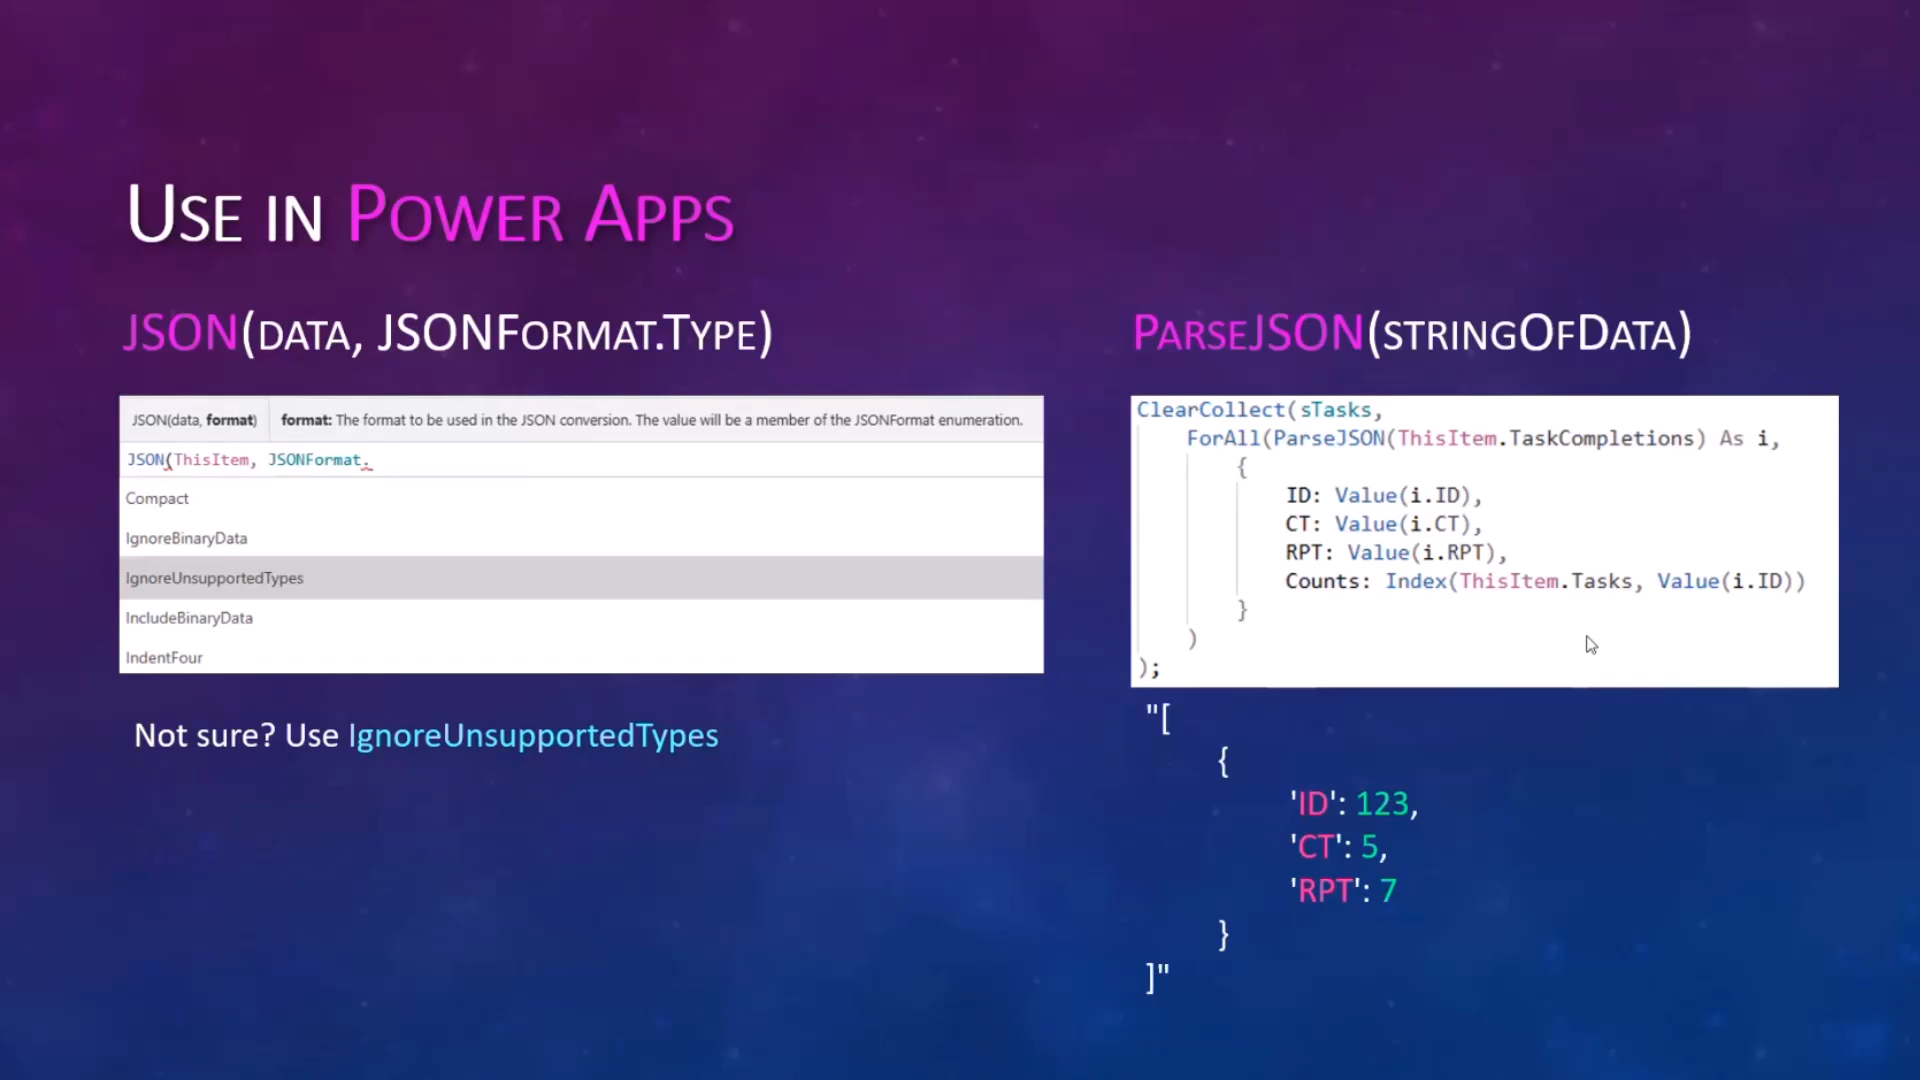 USE IN POWER APPS
JSON(DATA, JSONFORMAT.TYPE)
JSON(data, format) format: The format to be used in the JSON conversion. The value will be a member of the JSONFormat enumeration.
JSON(ThisItem, JSONFormat.
Compact
IgnoreBinaryData
IgnoreUnsupportedTypes
IncludeBinaryData
IndentFour
Not sure? Use IgnoreUnsupportedTypes
PARSEJSON(STRINGOFDATA)
ClearCollect(sTasks,
ForAll(ParseJSON(ThisItem.TaskCompletions) As i,
{
ID: Value(i.ID),
CT: Value(i.CT),
RPT: Value(i.RPT),
Counts: Index(ThisItem.Tasks, Value(i.ID))
}
)
);
"[
{
'ID': 123,
'CT': 5,
'RPT': 7
}
]"